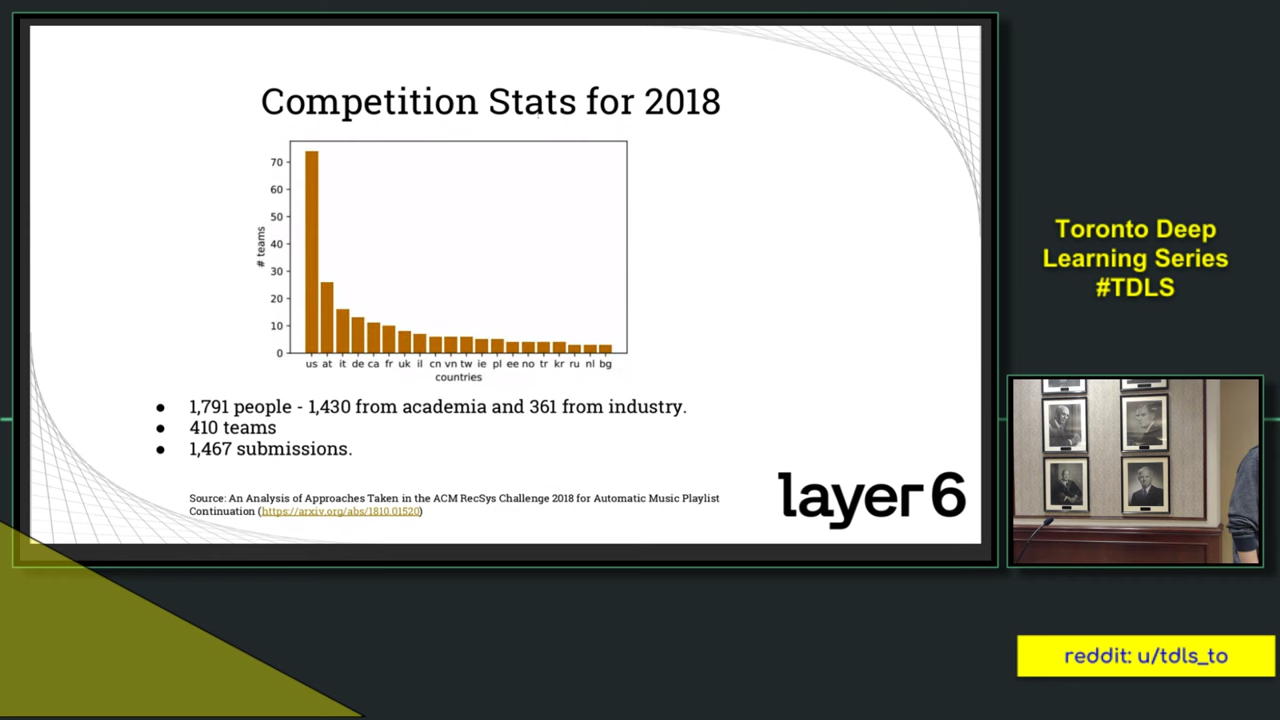 Competition Stats for 2018
70
60
50
40
30
20
10
0
# teams
us at it de ca fr uk il cn vn tw ie pl ee no tr kr ru nl bg
countries
● 1,791 people - 1,430 from academia and 361 from industry.
● 410 teams
● 1,467 submissions.
Source: An Analysis of Approaches Taken in the ACM RecSys Challenge 2018 for Automatic Music Playlist
Continuation (https://arxiv.org/abs/1810.01520)
layer 6
Toronto Deep
Learning Series
#TDLS
reddit: u/tdls_to